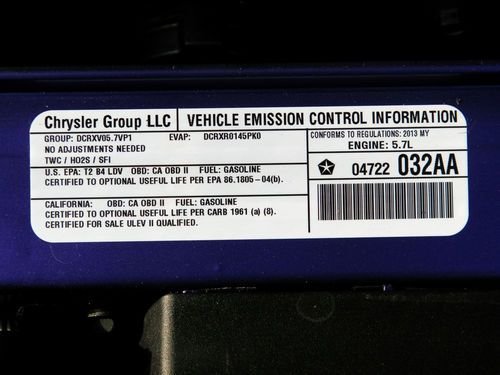 Chrysler Group LLC
VEHICLE EMISSION CONTROL INFORMATION
GROUP: DCRXV05.7VP1 EVAP: DCRXR0145PK0
NO ADJUSTMENTS NEEDED
TWC / HO2S / SFI
U.S. EPA: T2 B4 LDV OBD: CA OBD II FUEL: GASOLINE
CERTIFIED TO OPTIONAL USEFUL LIFE PER EPA 86.1805-04(b).
CALIFORNIA: OBD: CA OBD II FUEL: GASOLINE
CERTIFIED TO OPTIONAL USEFUL LIFE PER CARB 1961 (a) (8).
CERTIFIED FOR SALE ULEV II QUALIFIED.
CONFORMS TO REGULATIONS: 2013 MY
ENGINE: 5.7L
04722 032AA